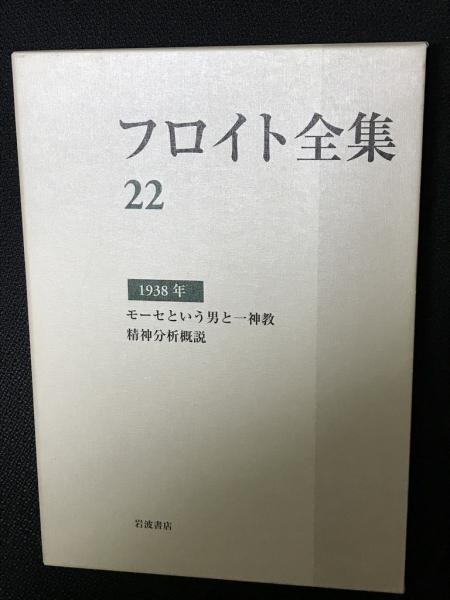 フロイト全集
22
1938年
モーセという男と一神教
精神分析概説
岩波書店